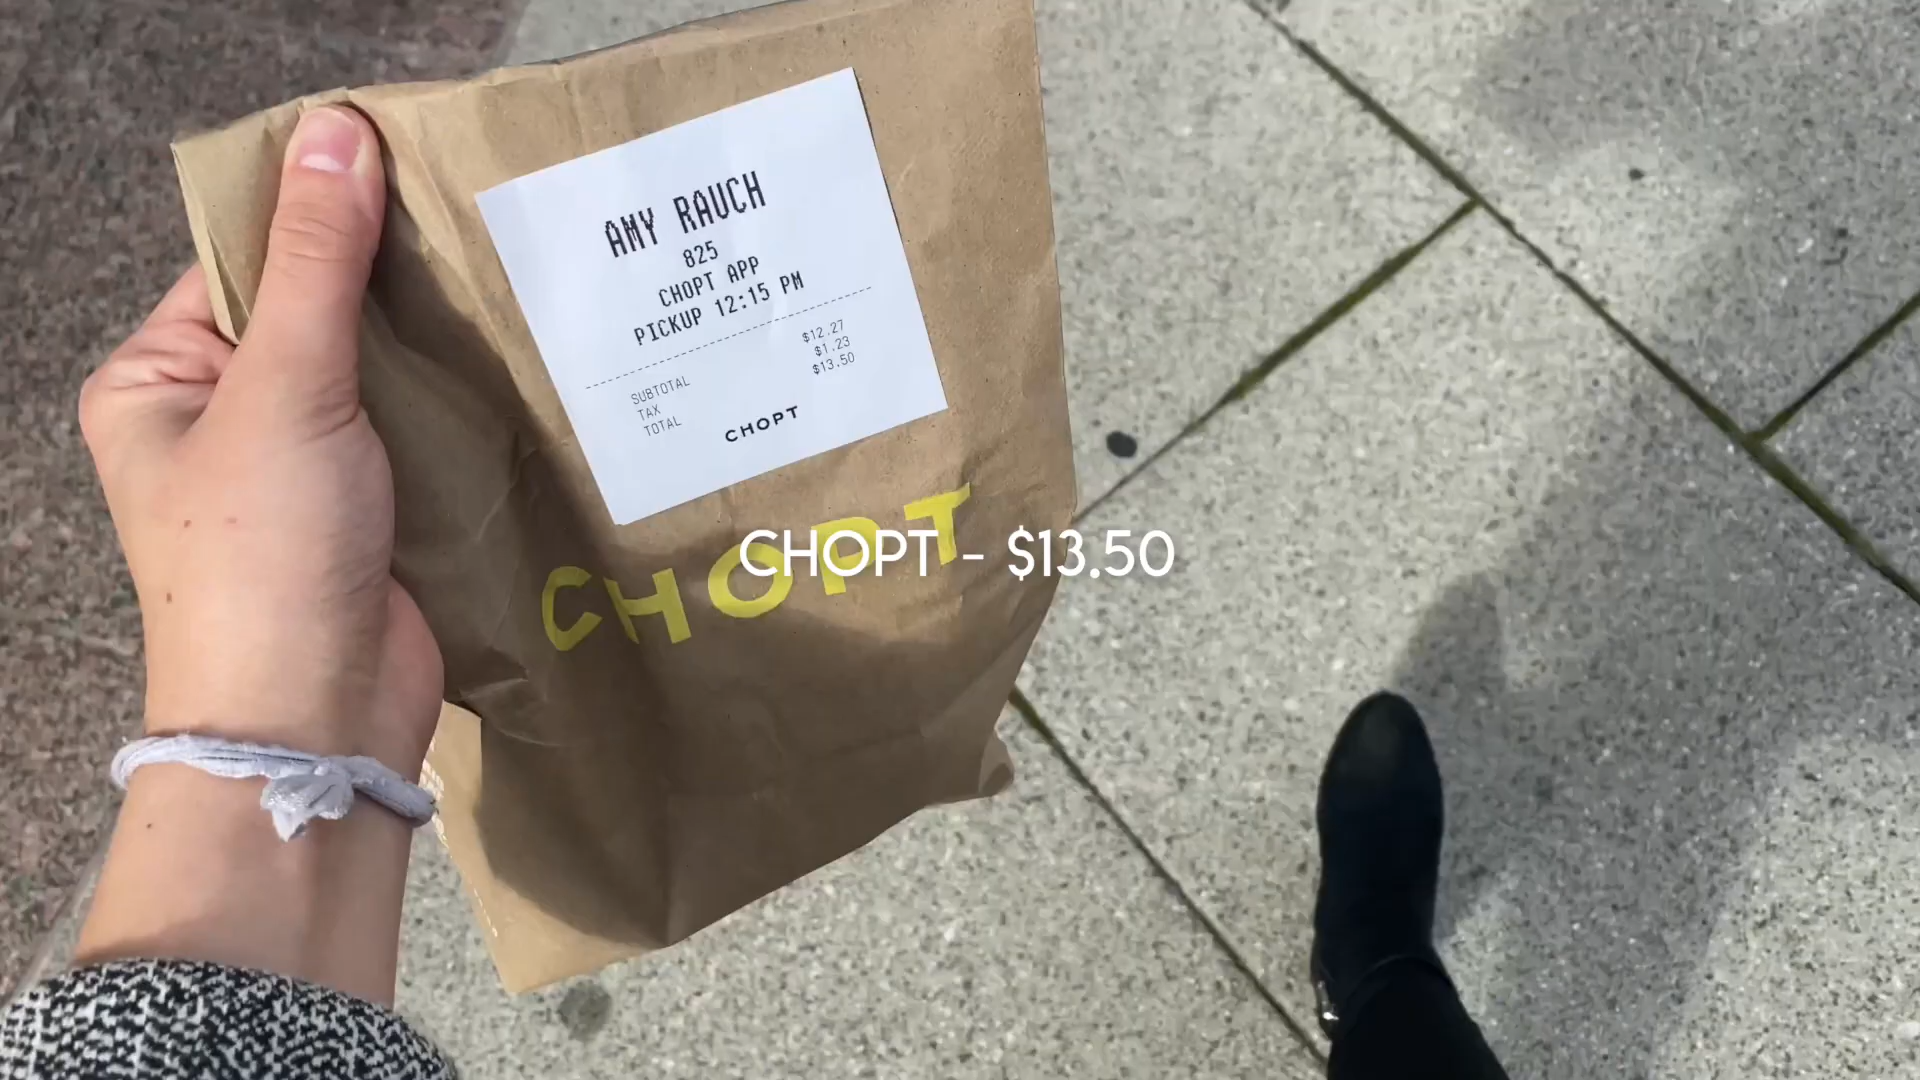 AMY RAUCH
825
CHOPT APP
PICKUP 12:15 PM
SUBTOTAL $12.27
TAX $1.23
TOTAL $13.50
CHOPT
CHOPT
CHOPT - $13.50